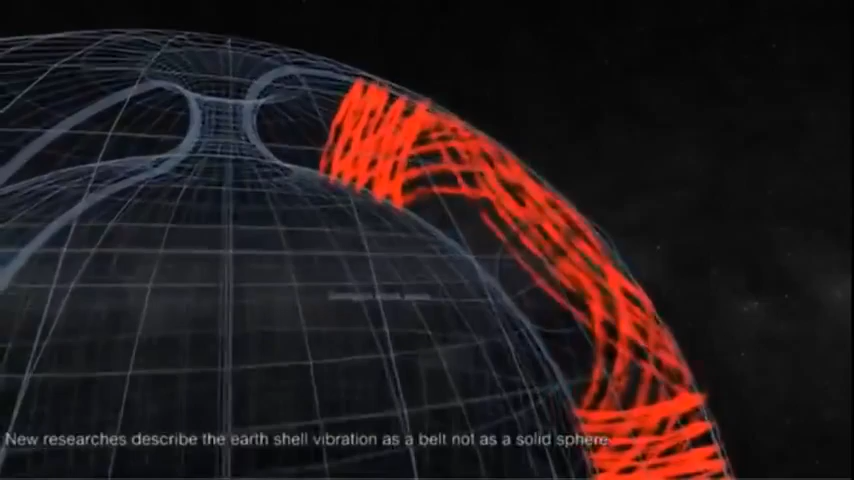 New researches describe the earth shell vibration as a belt not as a solid sphere